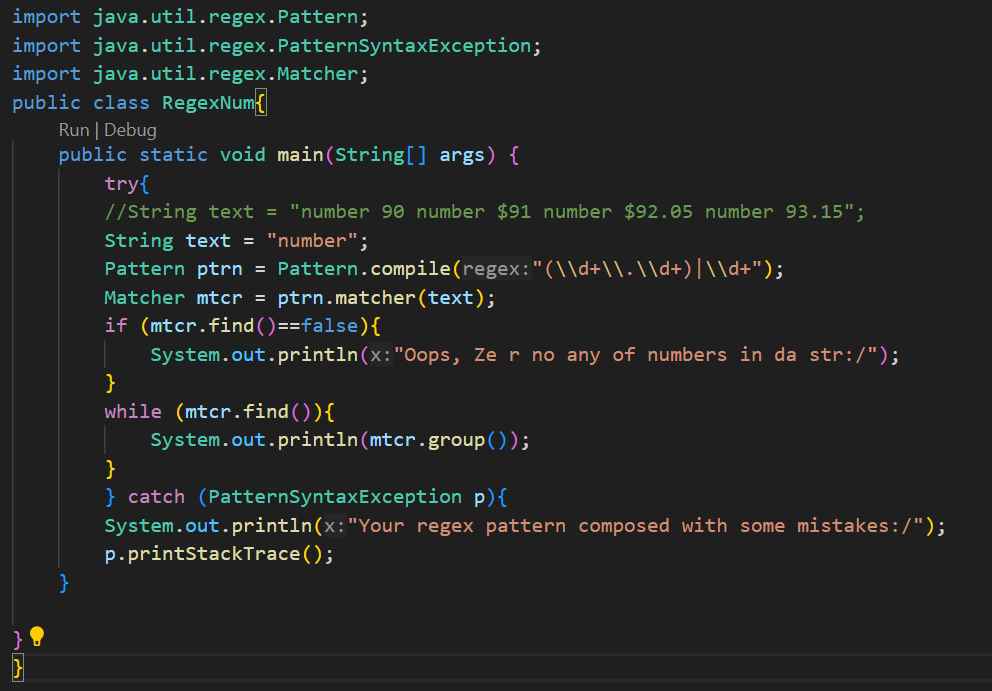 import java.util.regex.Pattern;
import java.util.regex.PatternSyntaxException;
import java.util.regex.Matcher;
public class RegexNum{
Run | Debug
public static void main(String[] args) {
try{
//String text = "number 90 number $91 number $92.05 number 93.15";
String text = "number";
Pattern ptrn = Pattern.compile(regex:"(\\d+\\.\\d+)|\\d+");
Matcher mtcr = ptrn.matcher(text);
if (mtcr.find()==false){
System.out.println(x:"Oops, Ze r no any of numbers in da str:/");
}
while (mtcr.find()){
System.out.println(mtcr.group());
}
} catch (PatternSyntaxException p){
System.out.println(x:"Your regex pattern composed with some mistakes:/");
p.printStackTrace();
}
}
}